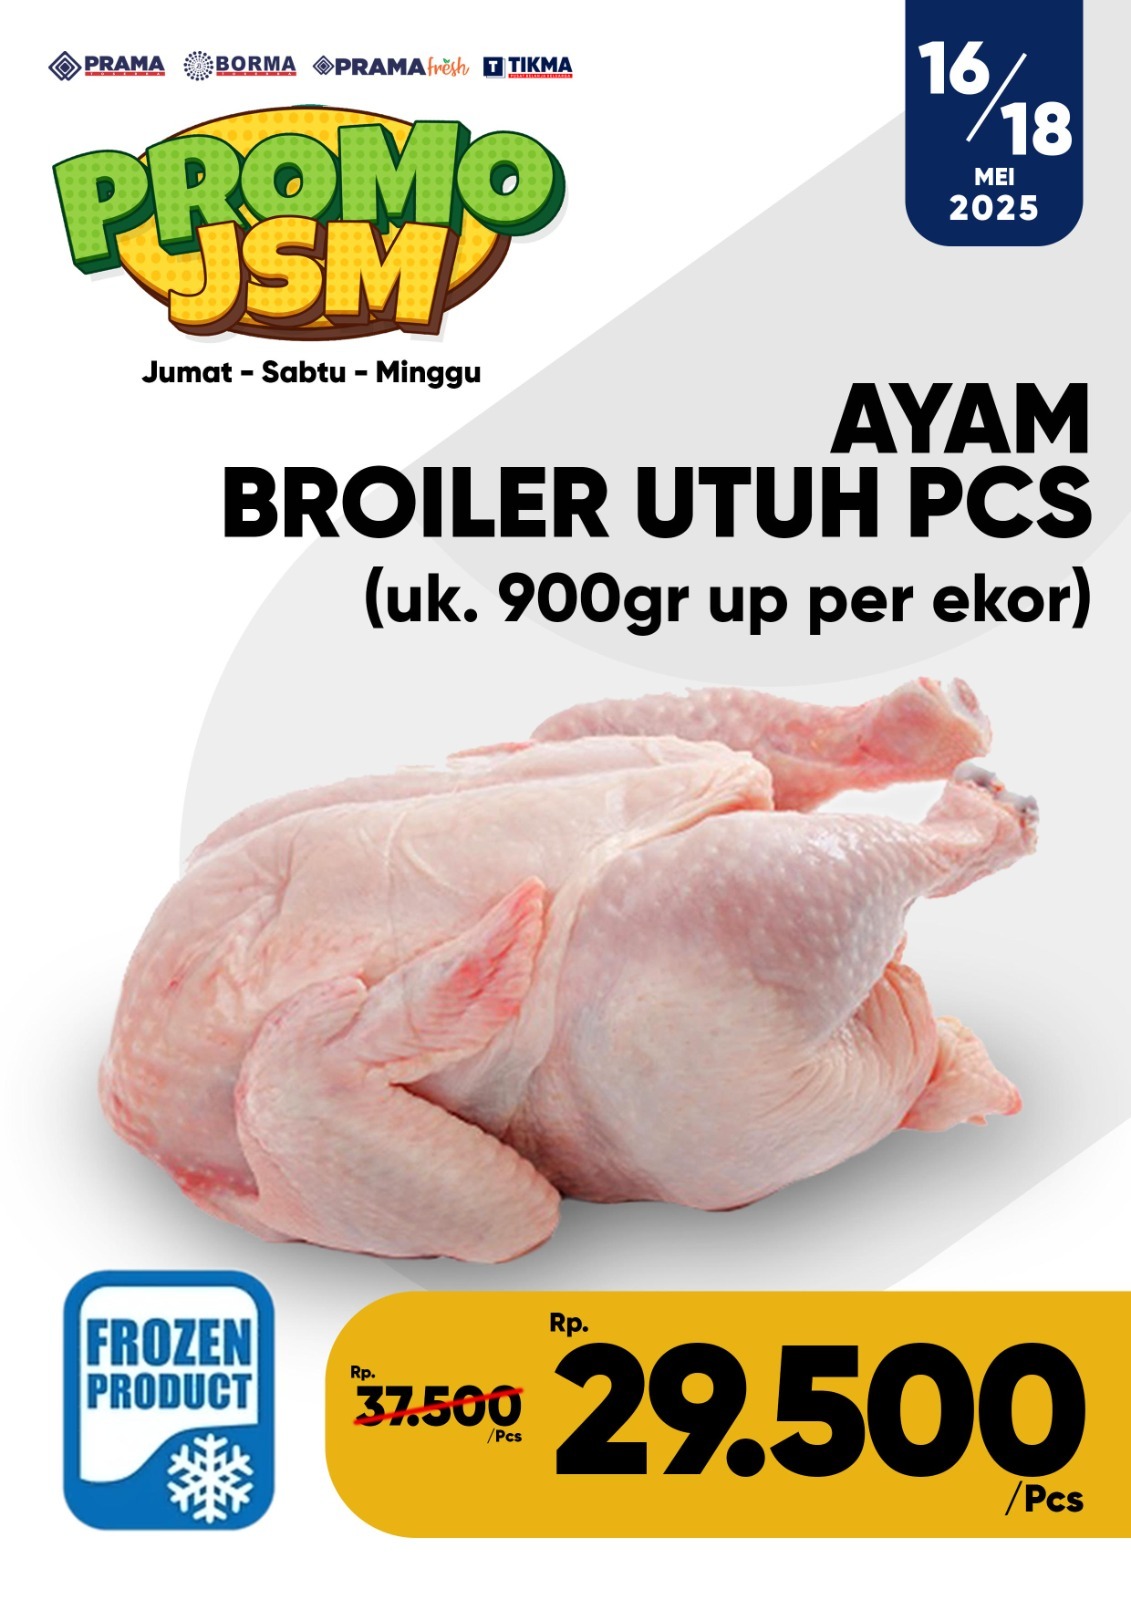 PRAMA BORMA PRAMA fresh T TIKMA
16/18
MEI
2025
PROMO
JSM
Jumat - Sabtu - Minggu
AYAM
BROILER UTUH PCS
(uk. 900gr up per ekor)
FROZEN
PRODUCT
Rp.
37.500
/Pcs
Rp.
29.500
/Pcs